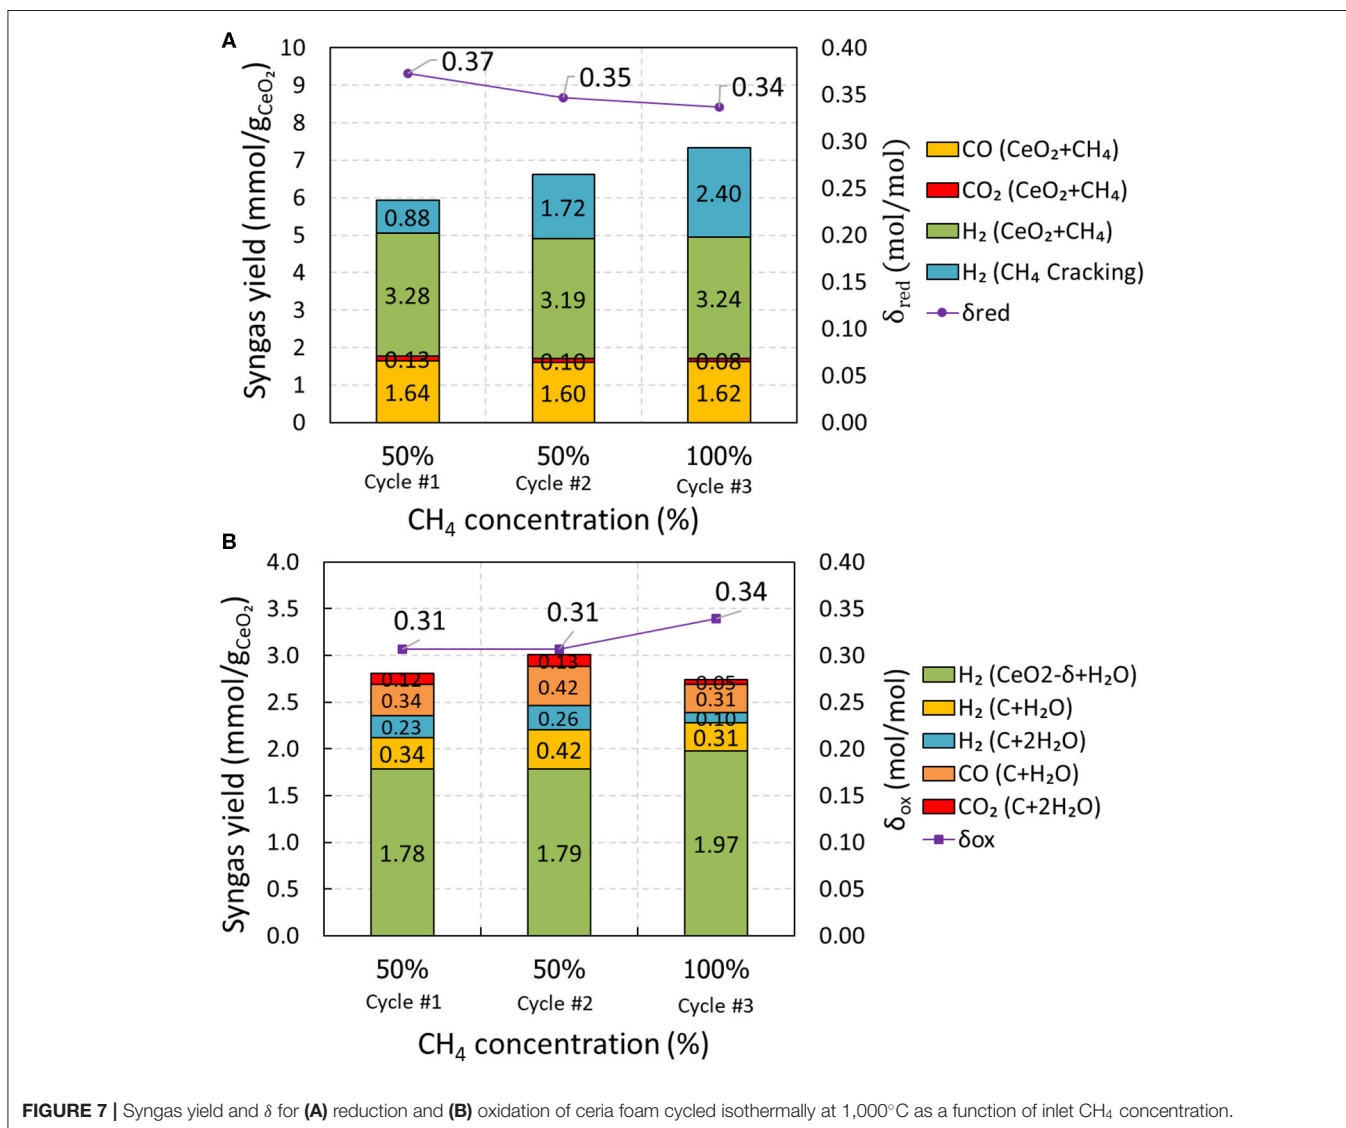 A
Syngas yield (mmol/gCeO₂)
10
9
8
7
6
5
4
3
2
1
0
0.37
0.35
0.34
0.88
3.28
0.13
1.64
1.72
3.19
0.10
1.60
2.40
3.24
0.08
1.62
0.40
0.35
0.30
0.25
0.20
0.15
0.10
0.05
0.00
δred (mol/mol)
CO (CeO₂+CH₄)
CO₂ (CeO₂+CH₄)
H₂ (CeO₂+CH₄)
H₂ (CH₄ Cracking)
δred
50% 50% 100%
Cycle #1 Cycle #2 Cycle #3
CH₄ concentration (%)
B
Syngas yield (mmol/gCeO₂)
4.0
3.5
3.0
2.5
2.0
1.5
1.0
0.5
0.0
0.31
0.31
0.34
0.12
0.34
0.23
0.34
1.78
0.13
0.42
0.26
0.42
1.79
0.05
0.31
0.10
0.31
1.97
0.40
0.35
0.30
0.25
0.20
0.15
0.10
0.05
0.00
δox (mol/mol)
H₂ (CeO2-δ+H₂O)
H₂ (C+H₂O)
H₂ (C+2H₂O)
CO (C+H₂O)
CO₂ (C+2H₂O)
δox
50% 50% 100%
Cycle #1 Cycle #2 Cycle #3
CH₄ concentration (%)
FIGURE 7 | Syngas yield and δ for (A) reduction and (B) oxidation of ceria foam cycled isothermally at 1,000°C as a function of inlet CH₄ concentration.